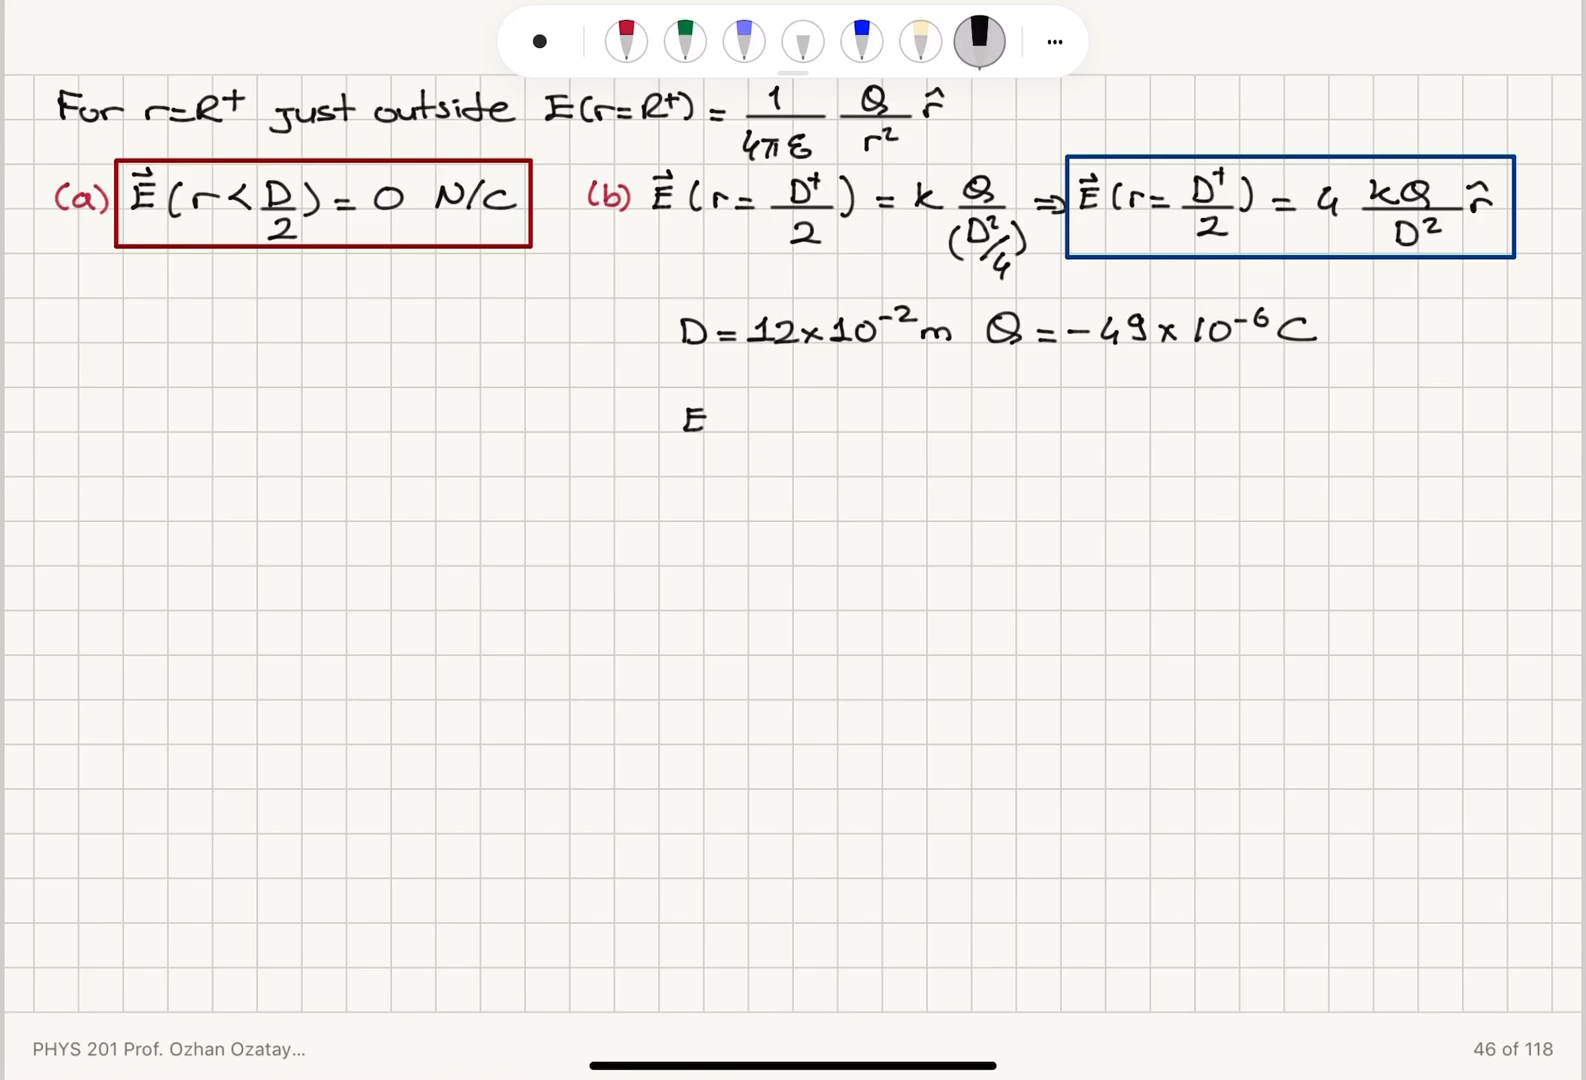 For r=R⁺ just outside E(r=R⁺) = 1/4πε Q/r² r̂
(a) E⃗(r<D/2) = 0 N/C (b) E⃗(r=D⁺/2) = k Q/(D²/4) ⇒ E⃗(r=D⁺/2) = 4 kQ/D² r̂
D=12×10⁻² m Q=-49×10⁻⁶ C
E
PHYS 201 Prof. Ozhan Ozatay...
46 of 118